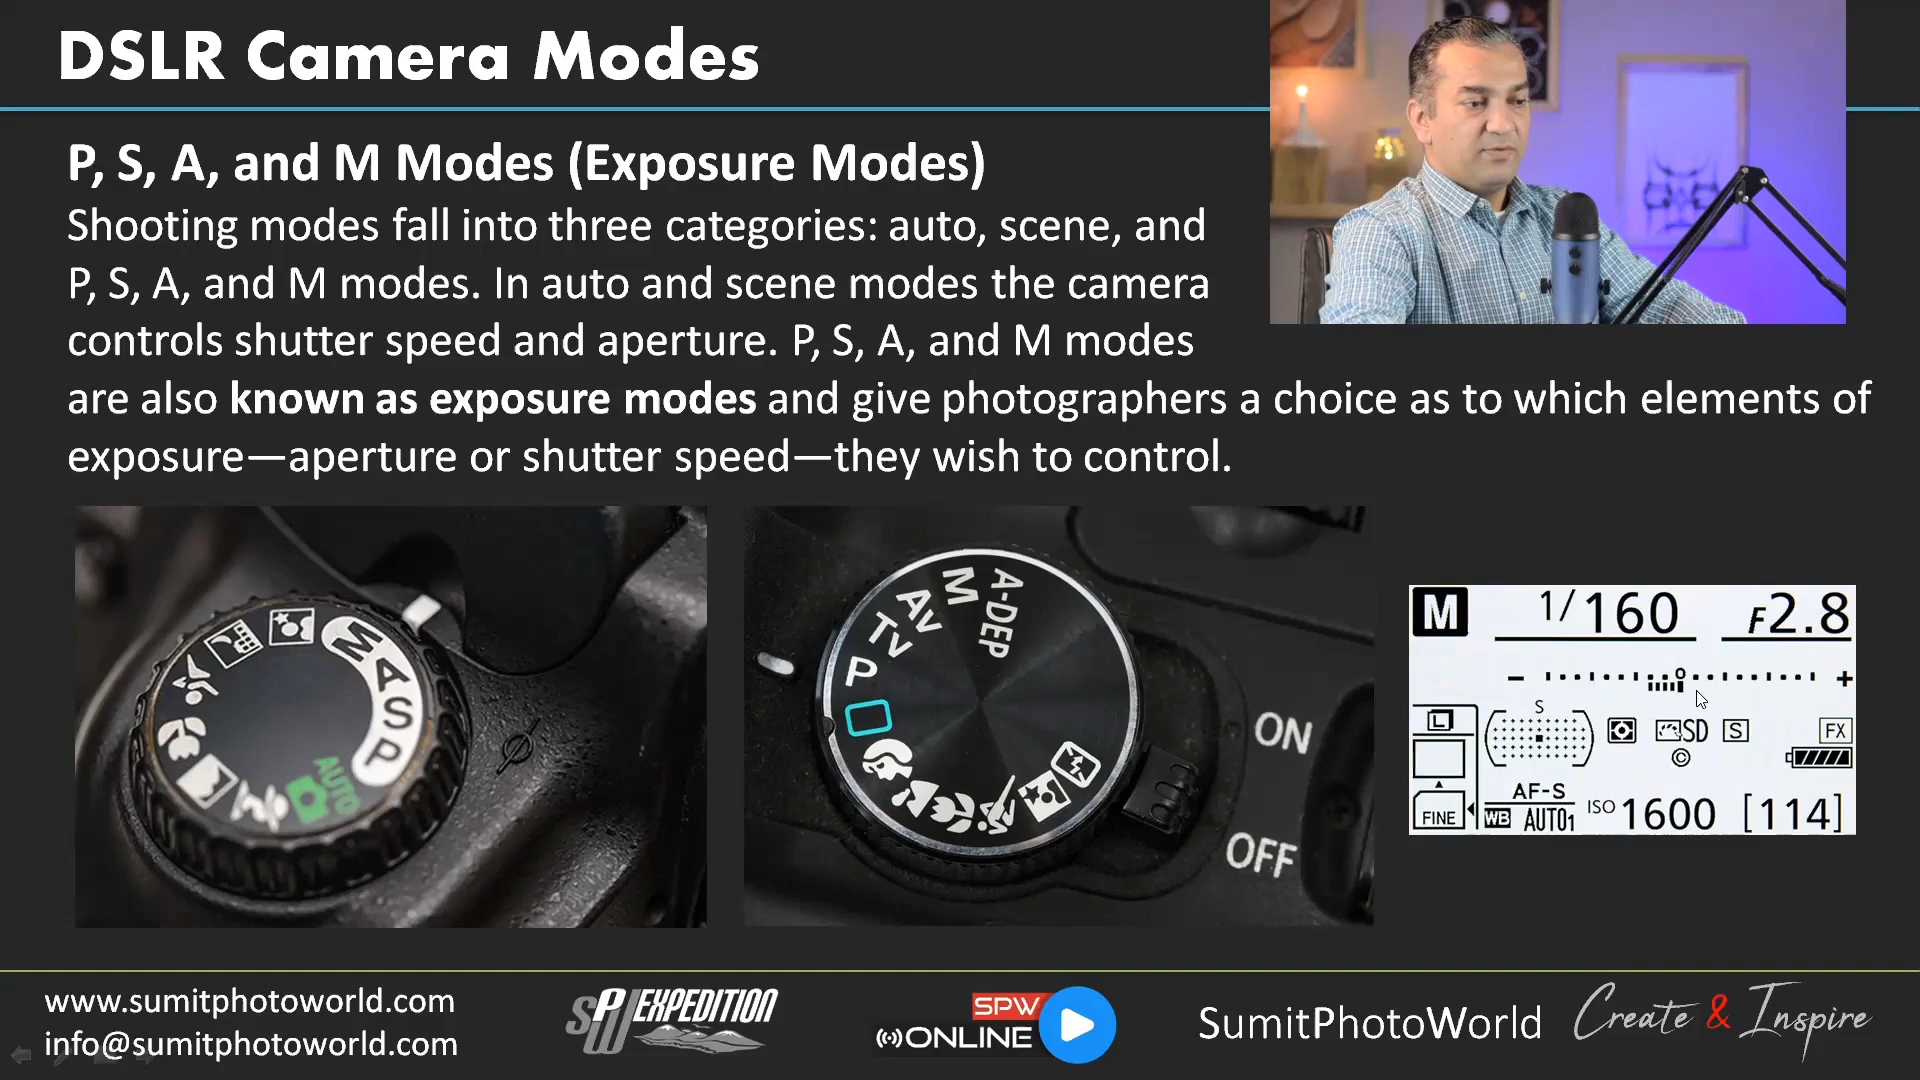 DSLR Camera Modes
P, S, A, and M Modes (Exposure Modes)
Shooting modes fall into three categories: auto, scene, and
P, S, A, and M modes. In auto and scene modes the camera
controls shutter speed and aperture. P, S, A, and M modes
are also known as exposure modes and give photographers a choice as to which elements of
exposure—aperture or shutter speed—they wish to control.
M
A
S
P
AUTO
A-DEP
M
Av
Tv
P
ON
OFF
M 1/160 F2.8
− 0 +
S
L
SD S FX
©
AF-S
FINE WB AUTO1 ISO 1600 [114]
www.sumitphotoworld.com
info@sumitphotoworld.com
SPW EXPEDITION
SPW
ONLINE
SumitPhotoWorld
Create & Inspire